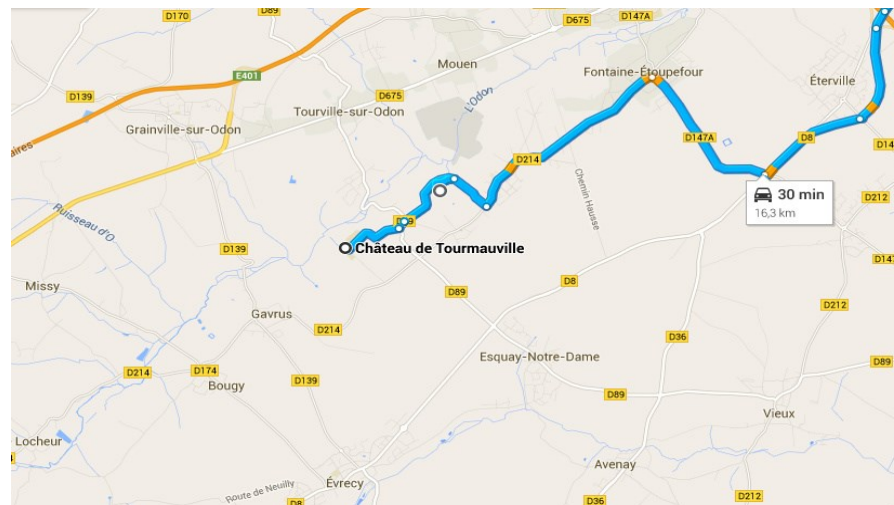 D170
D89
D675
D147A
Mouen
Fontaine-Étoupefour
E401
Éterville
D139
D675
L'Odon
Tourville-sur-Odon
Grainville-sur-Odon
D147A
D8
aires
D214
D14
Chemin Hausse
30 min
16,3 km
D212
Ruisseau d'O
D139
Château de Tourmauville
D147
D8
Missy
D89
D212
Gavrus
D214
D36
Esquay-Notre-Dame
D214
D174
D139
D89
Bougy
D89
Vieux
Locheur
Avenay
Évrecy
Route de Neuilly
D212
D8
D36